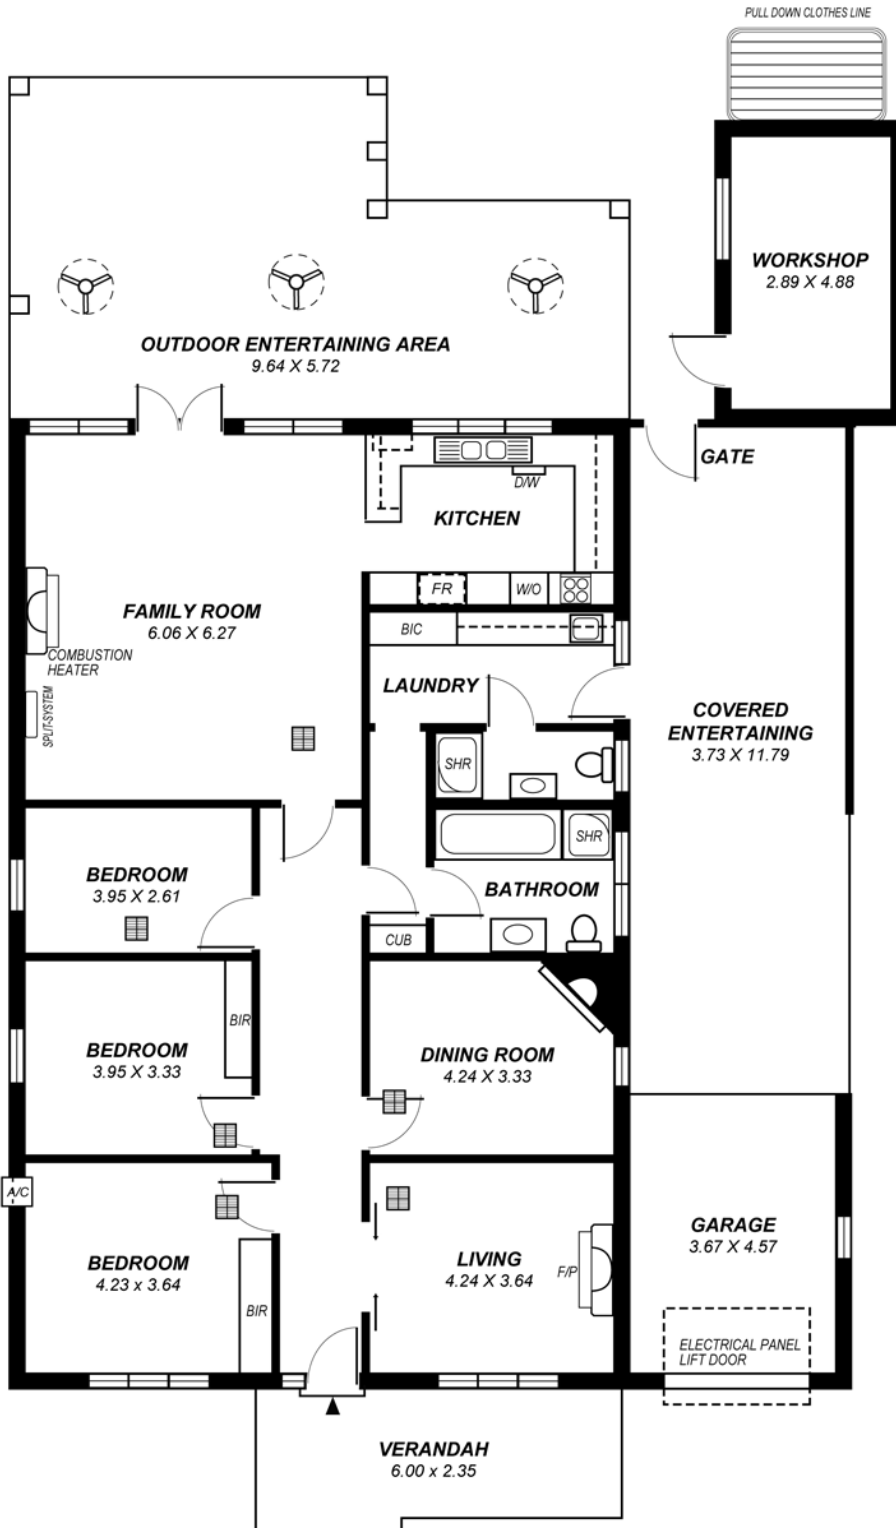 PULL DOWN CLOTHES LINE
WORKSHOP
2.89 X 4.88
OUTDOOR ENTERTAINING AREA
9.64 X 5.72
GATE
D/W
KITCHEN
FR
W/O
FAMILY ROOM
6.06 X 6.27
COMBUSTION
HEATER
SPLIT-SYSTEM
BIC
LAUNDRY
COVERED
ENTERTAINING
3.73 X 11.79
SHR
SHR
BEDROOM
3.95 X 2.61
BATHROOM
CUB
BEDROOM
3.95 X 3.33
BIR
DINING ROOM
4.24 X 3.33
A/C
BEDROOM
4.23 x 3.64
BIR
LIVING
4.24 X 3.64
F/P
GARAGE
3.67 X 4.57
ELECTRICAL PANEL
LIFT DOOR
VERANDAH
6.00 x 2.35